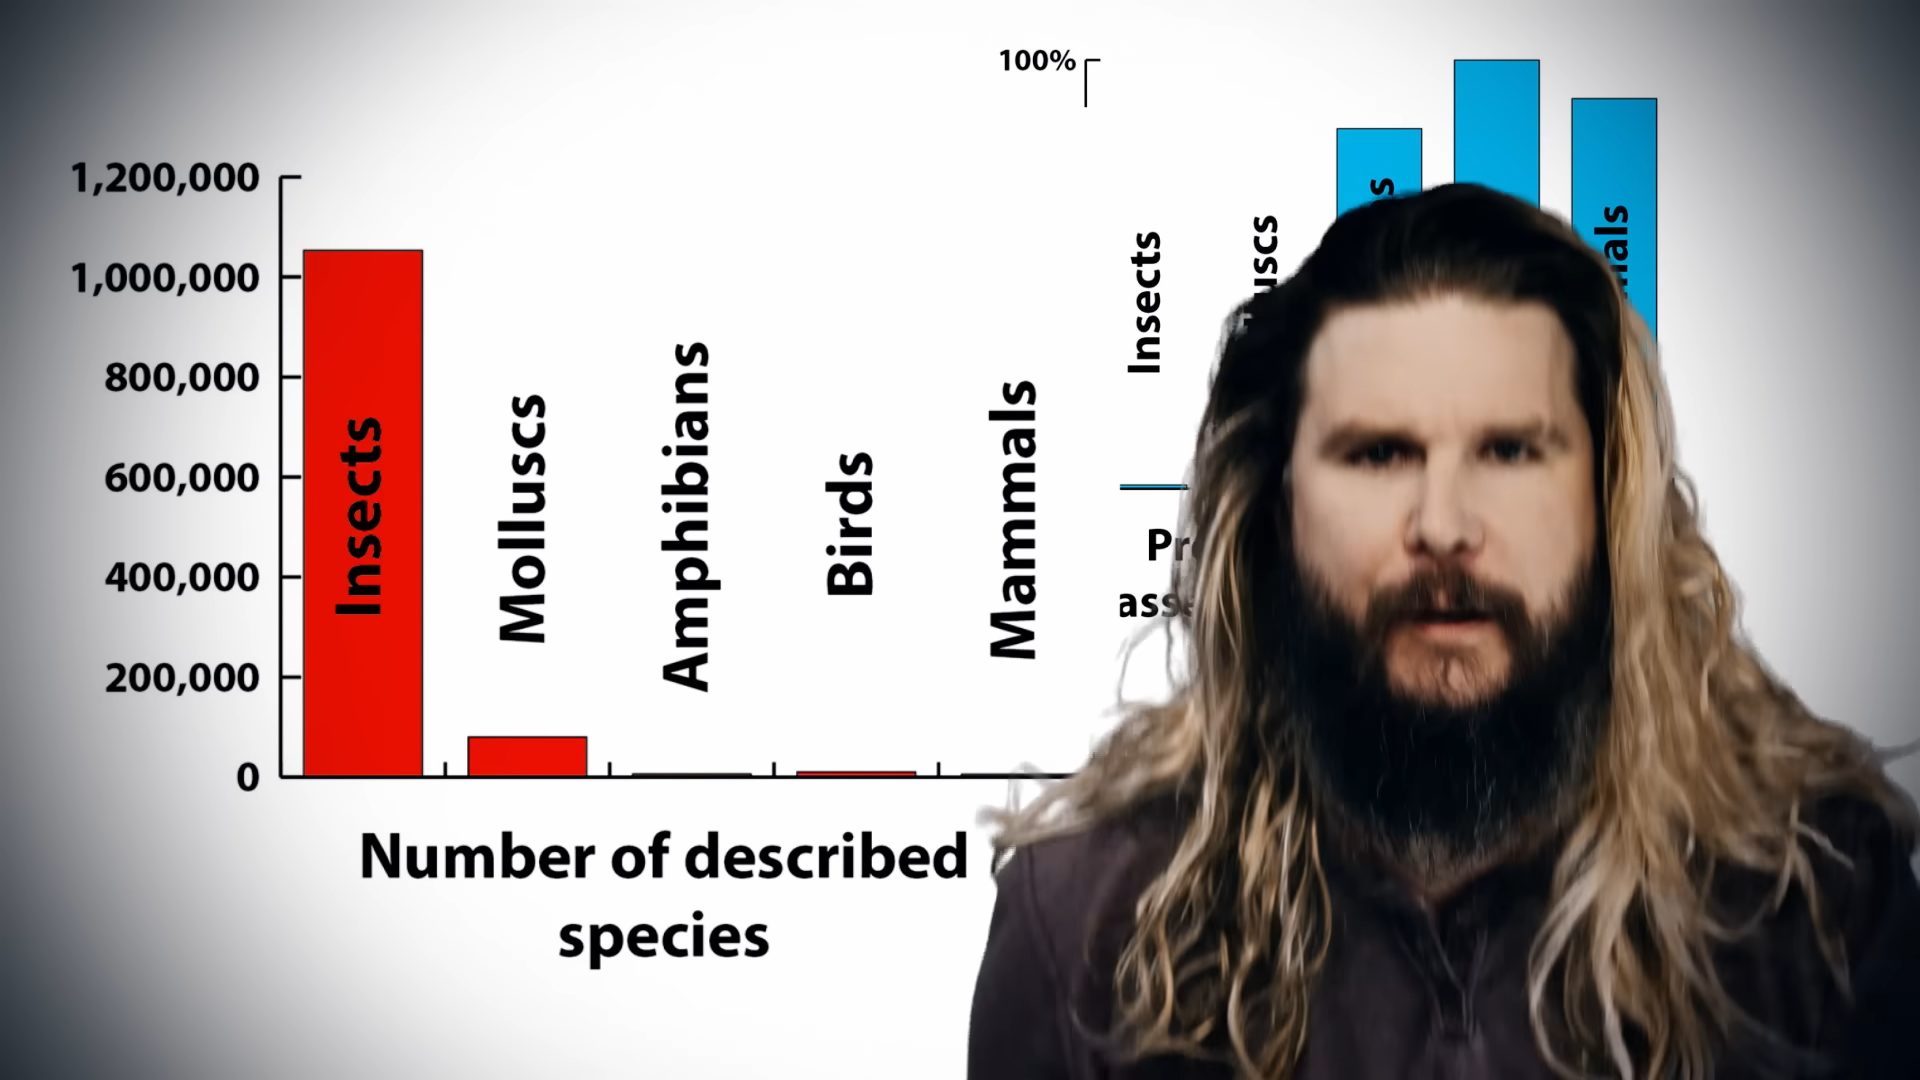 1,200,000
1,000,000
800,000
600,000
400,000
200,000
0
Insects
Molluscs
Amphibians
Birds
Mammals
Number of described
species
100%
Insects